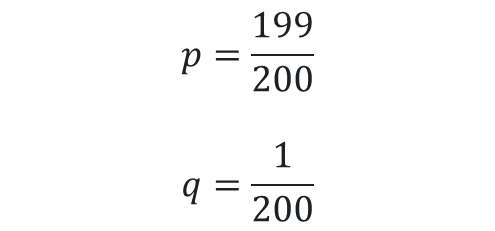 p = 199/200
q = 1/200